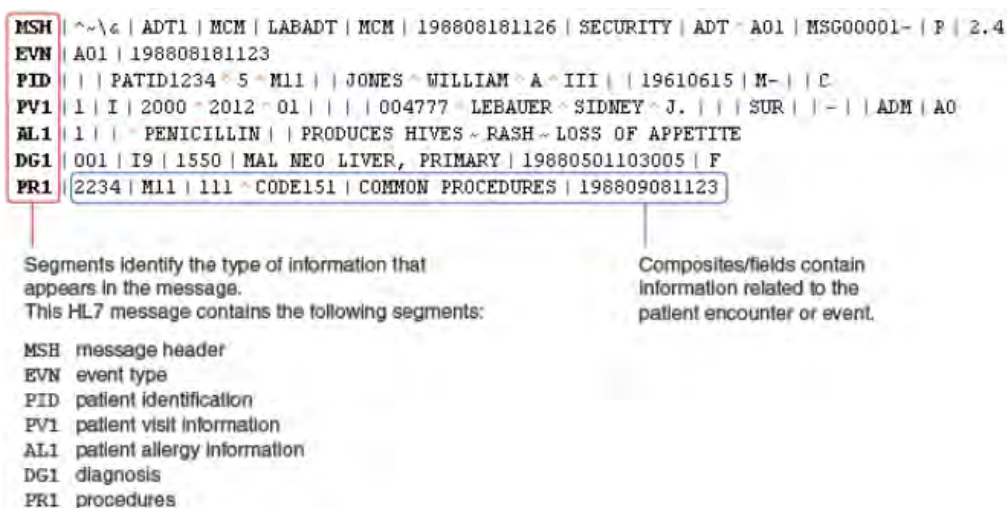 MSH | ^~\& | ADT1 | MCM | LABADT | MCM | 198808181126 | SECURITY | ADT ^ A01 | MSG00001- | P | 2.4
EVN | A01 | 198808181123
PID | | | PATID1234 ^ 5 ^ M11 | | JONES ^ WILLIAM ^ A ^ III | | 19610615 | M- | | C
PV1 | 1 | I | 2000 ^ 2012 ^ 01 | | | | 004777 ^ LEBAUER ^ SIDNEY ^ J. | | | SUR | | - | | ADM | A0
AL1 | 1 | | ^ PENICILLIN | | PRODUCES HIVES ~ RASH ~ LOSS OF APPETITE
DG1 | 001 | I9 | 1550 | MAL NEO LIVER, PRIMARY | 19880501103005 | F
PR1 | 2234 | M11 | 111 ^ CODE151 | COMMON PROCEDURES | 198809081123
Segments identify the type of information that
appears in the message.
This HL7 message contains the following segments:
MSH message header
EVN event type
PID patient identification
PV1 patient visit information
AL1 patient allergy information
DG1 diagnosis
PR1 procedures
Composites/fields contain
information related to the
patient encounter or event.